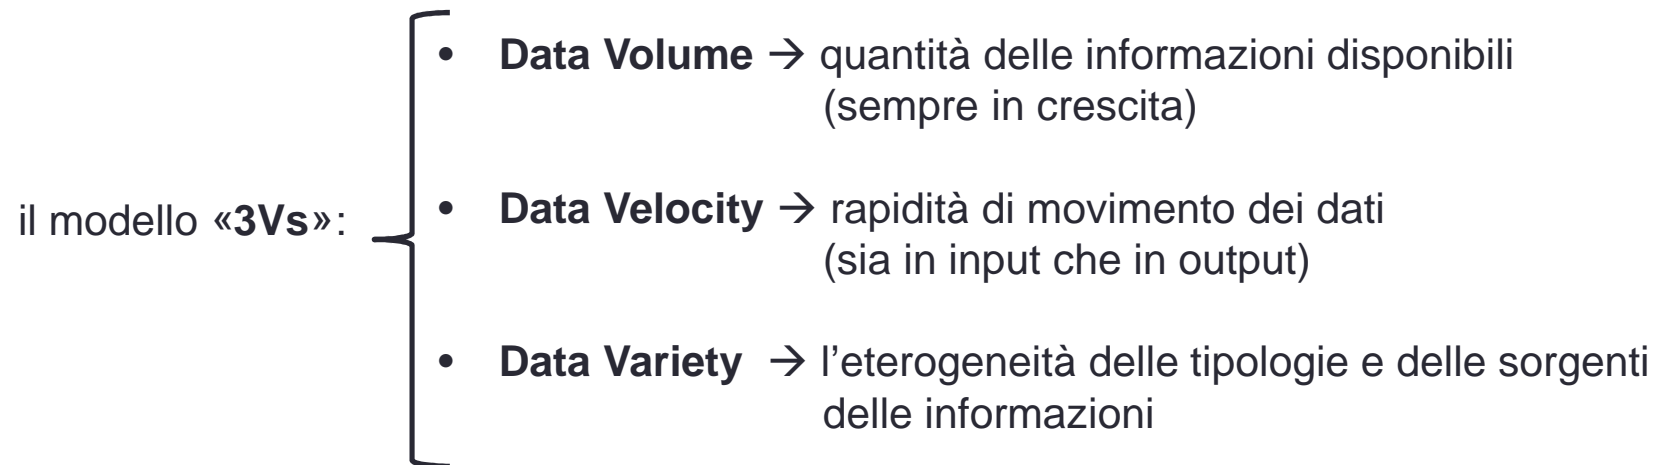 • Data Volume → quantità delle informazioni disponibili
(sempre in crescita)
il modello «3Vs»:
• Data Velocity → rapidità di movimento dei dati
(sia in input che in output)
• Data Variety → l'eterogeneità delle tipologie e delle sorgenti
delle informazioni